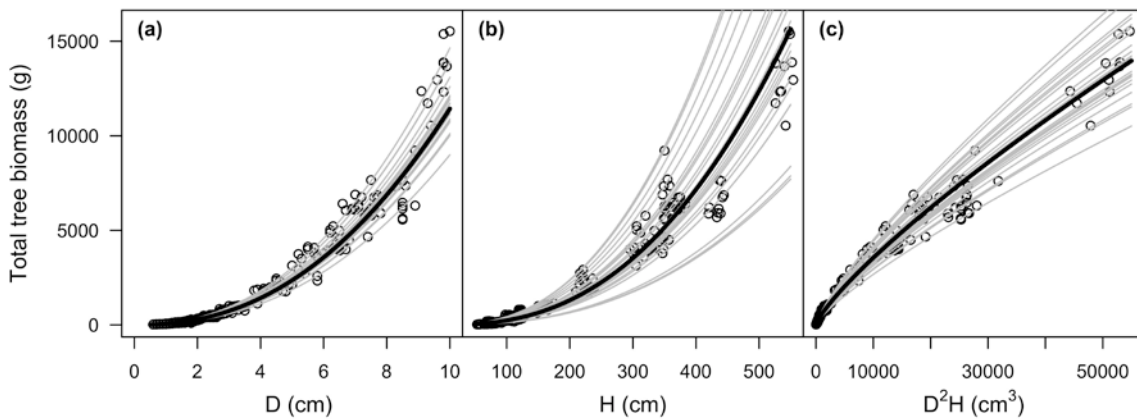 (a) (b) (c)
Total tree biomass (g)
15000
10000
5000
0
0 2 4 6 8 10
100 200 300 400 500
0 10000 30000 50000
D (cm)
H (cm)
D²H (cm³)